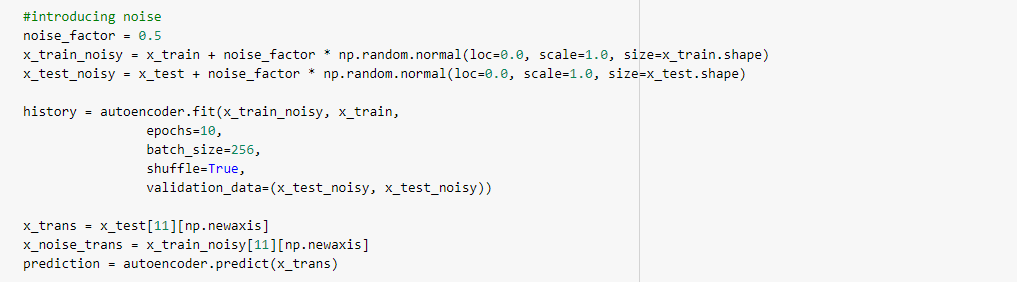 #introducing noise
noise_factor = 0.5
x_train_noisy = x_train + noise_factor * np.random.normal(loc=0.0, scale=1.0, size=x_train.shape)
x_test_noisy = x_test + noise_factor * np.random.normal(loc=0.0, scale=1.0, size=x_test.shape)

history = autoencoder.fit(x_train_noisy, x_train,
                epochs=10,
                batch_size=256,
                shuffle=True,
                validation_data=(x_test_noisy, x_test_noisy))

x_trans = x_test[11][np.newaxis]
x_noise_trans = x_train_noisy[11][np.newaxis]
prediction = autoencoder.predict(x_trans)